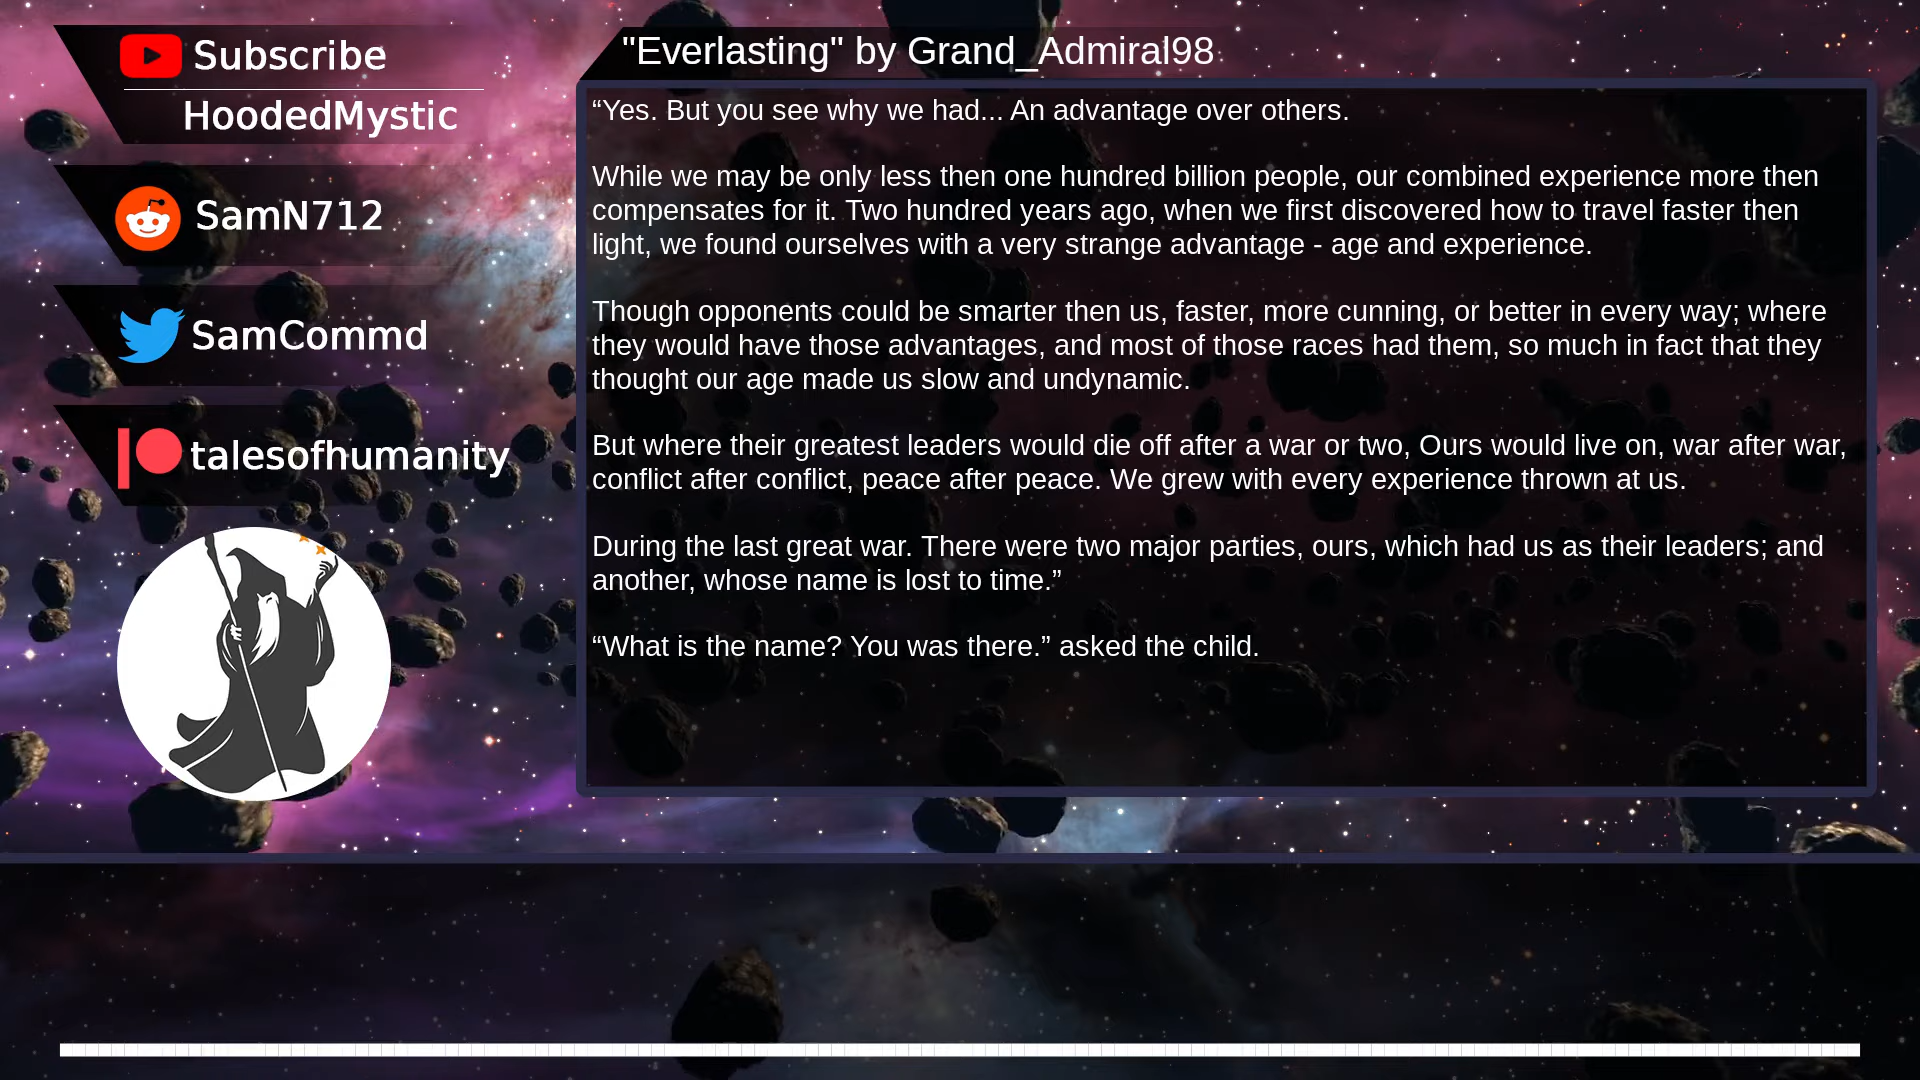 Subscribe
HoodedMystic
SamN712
SamCommd
talesofhumanity
"Everlasting" by Grand_Admiral98
“Yes. But you see why we had... An advantage over others.
While we may be only less then one hundred billion people, our combined experience more then
compensates for it. Two hundred years ago, when we first discovered how to travel faster then
light, we found ourselves with a very strange advantage - age and experience.
Though opponents could be smarter then us, faster, more cunning, or better in every way; where
they would have those advantages, and most of those races had them, so much in fact that they
thought our age made us slow and undynamic.
But where their greatest leaders would die off after a war or two, Ours would live on, war after war,
conflict after conflict, peace after peace. We grew with every experience thrown at us.
During the last great war. There were two major parties, ours, which had us as their leaders; and
another, whose name is lost to time.”
“What is the name? You was there.” asked the child.